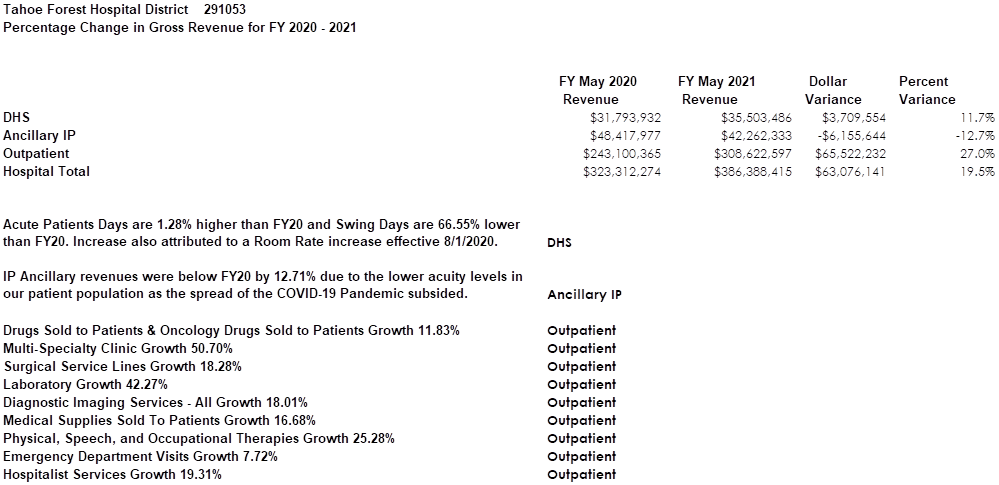 Tahoe Forest Hospital District 291053
Percentage Change in Gross Revenue for FY 2020 - 2021
FY May 2020 FY May 2021 Dollar Percent
Revenue Revenue Variance Variance
DHS $31,793,932 $35,503,486 $3,709,554 11.7%
Ancillary IP $48,417,977 $42,262,333 -$6,155,644 -12.7%
Outpatient $243,100,365 $308,622,597 $65,522,232 27.0%
Hospital Total $323,312,274 $386,388,415 $63,076,141 19.5%
Acute Patients Days are 1.28% higher than FY20 and Swing Days are 66.55% lower
than FY20. Increase also attributed to a Room Rate increase effective 8/1/2020. DHS
IP Ancillary revenues were below FY20 by 12.71% due to the lower acuity levels in
our patient population as the spread of the COVID-19 Pandemic subsided. Ancillary IP
Drugs Sold to Patients & Oncology Drugs Sold to Patients Growth 11.83% Outpatient
Multi-Specialty Clinic Growth 50.70% Outpatient
Surgical Service Lines Growth 18.28% Outpatient
Laboratory Growth 42.27% Outpatient
Diagnostic Imaging Services - All Growth 18.01% Outpatient
Medical Supplies Sold To Patients Growth 16.68% Outpatient
Physical, Speech, and Occupational Therapies Growth 25.28% Outpatient
Emergency Department Visits Growth 7.72% Outpatient
Hospitalist Services Growth 19.31% Outpatient